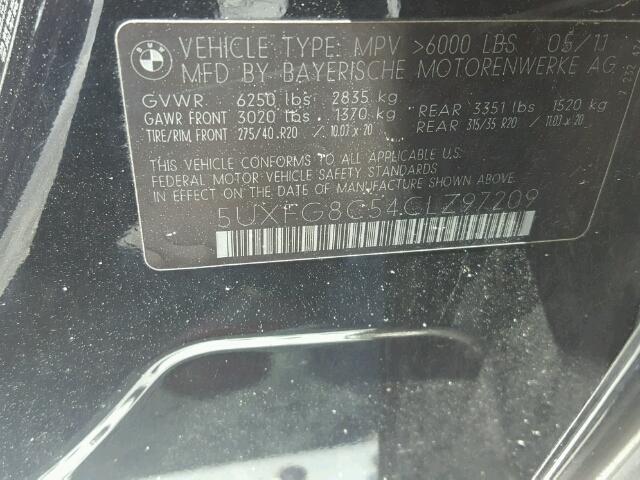 BMW
VEHICLE TYPE: MPV >6000 LBS 05/11
MFD BY BAYERISCHE MOTORENWERKE AG
GVWR 6250 lbs 2835 kg
GAWR FRONT 3020 lbs 1370 kg REAR 3351 lbs 1520 kg
TIRE/RIM, FRONT 275/40 R20 / 10.0J x 20 REAR 315/35 R20 / 11.0J x 20
THIS VEHICLE CONFORMS TO ALL APPLICABLE U.S.
FEDERAL MOTOR VEHICLE SAFETY STANDARDS
IN EFFECT ON THE DATE OF MANUFACTURE SHOWN ABOVE.
5UXFG8C54CLZ97209